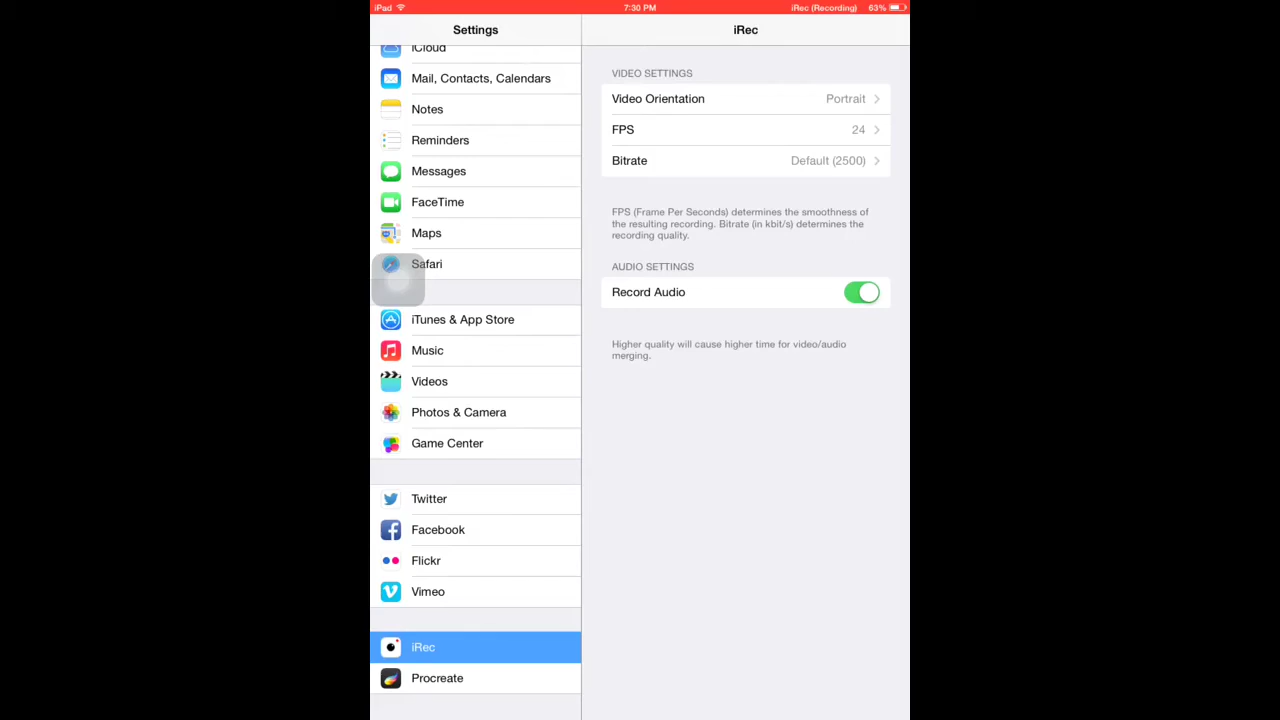 iPad
7:30 PM
iRec (Recording)
63%
Settings
iCloud
Mail, Contacts, Calendars
Notes
Reminders
Messages
FaceTime
Maps
Safari
iTunes & App Store
Music
Videos
Photos & Camera
Game Center
Twitter
Facebook
Flickr
Vimeo
iRec
Procreate
iRec
VIDEO SETTINGS
Video Orientation Portrait
FPS 24
Bitrate Default (2500)
FPS (Frame Per Seconds) determines the smoothness of
the resulting recording. Bitrate (in kbit/s) determines the
recording quality.
AUDIO SETTINGS
Record Audio
Higher quality will cause higher time for video/audio
merging.